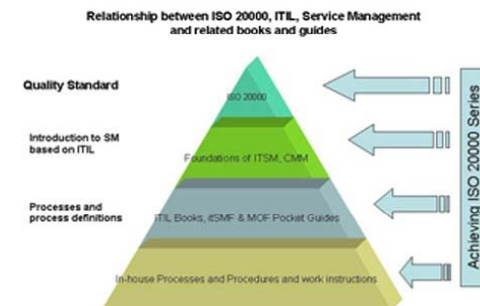 Relationship between ISO 20000, ITIL, Service Management
and related books and guides
Quality Standard
ISO 20000
Introduction to SM
based on ITIL
Foundations of ITSM, CMM
Processes and
process definitions
ITIL Books, itSMF & MOF Pocket Guides
In-house Processes and Procedures and work instructions
Achieving ISO 20000 Series